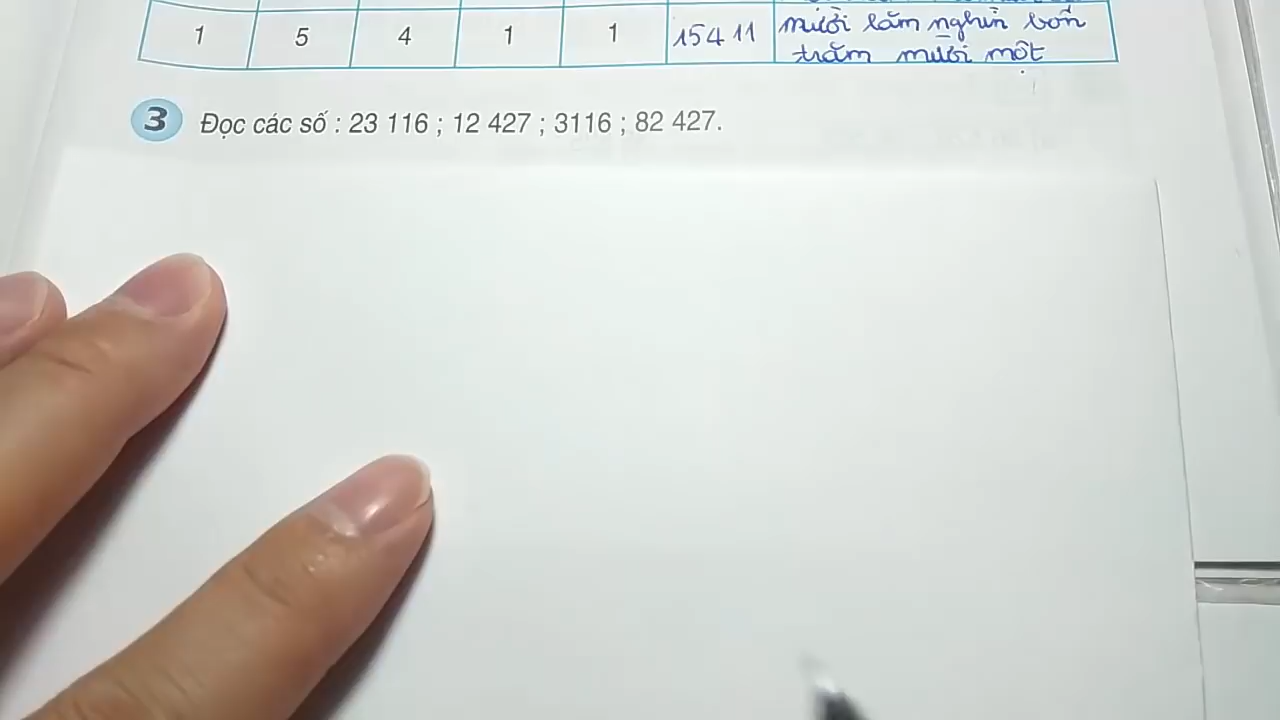 1 5 4 1 1 15411 mười lăm nghìn bốn
trăm mười một
3 Đọc các số : 23 116 ; 12 427 ; 3116 ; 82 427.